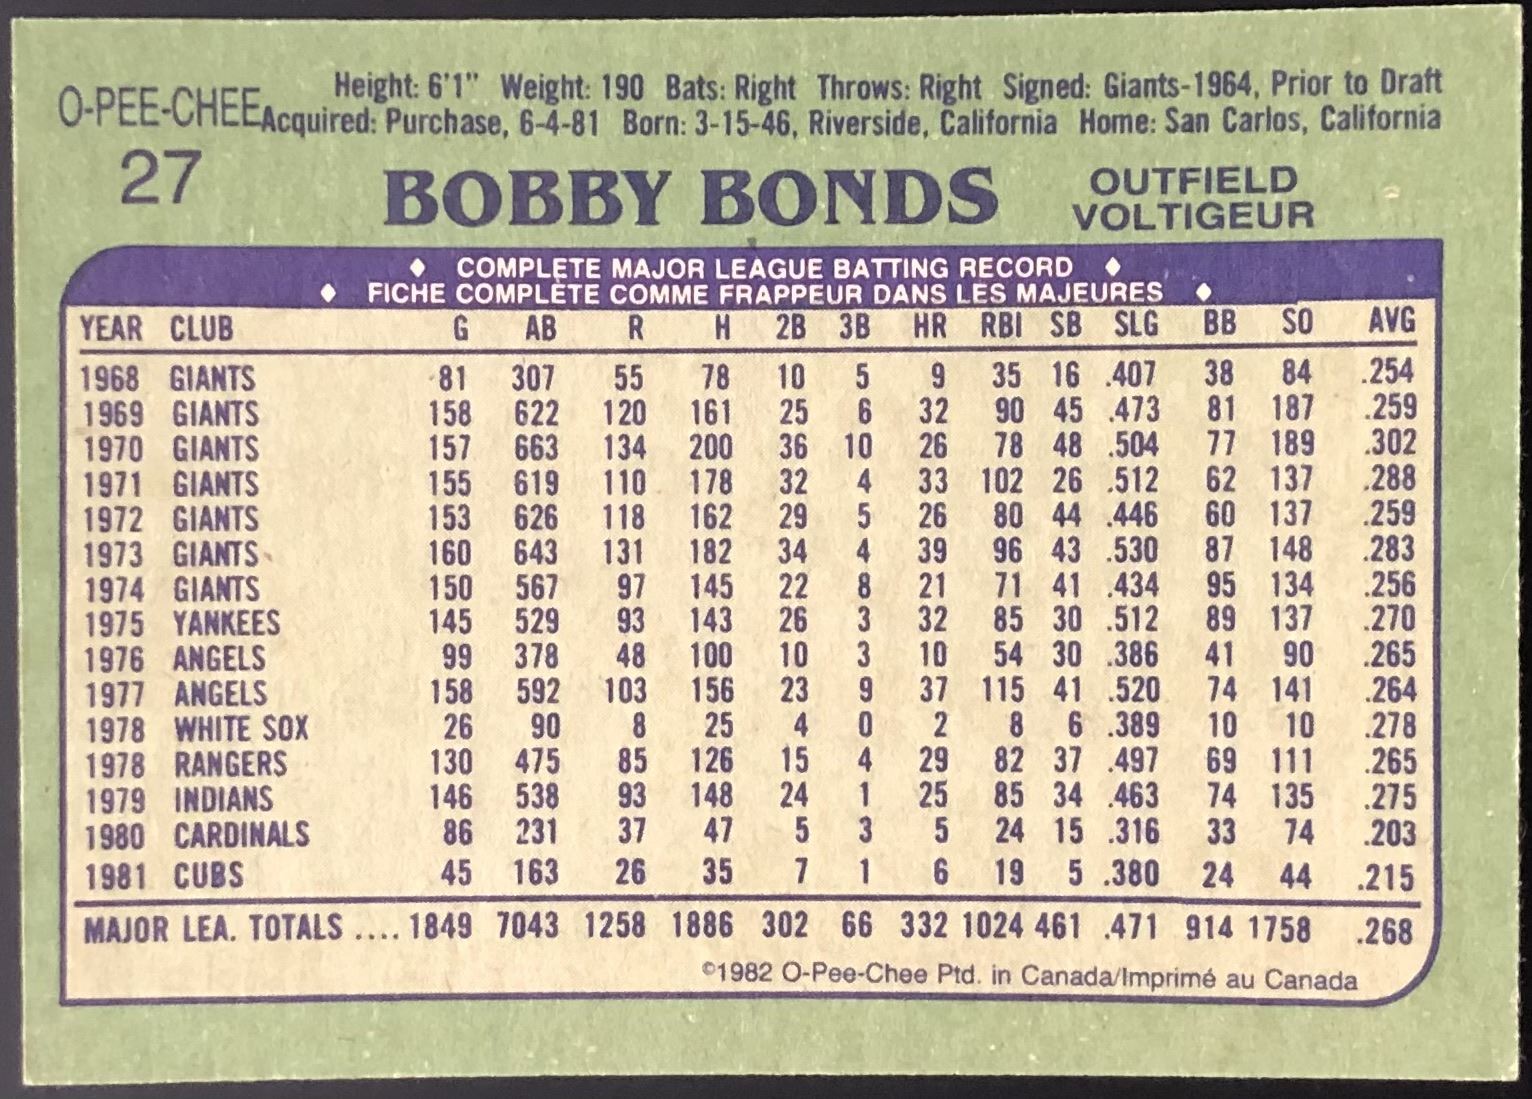 Height: 6'1" Weight: 190 Bats: Right Throws: Right Signed: Giants-1964, Prior to Draft
O-PEE-CHEE Acquired: Purchase, 6-4-81 Born: 3-15-46, Riverside, California Home: San Carlos, California
27 BOBBY BONDS OUTFIELD
VOLTIGEUR
♦ COMPLETE MAJOR LEAGUE BATTING RECORD ♦
♦ FICHE COMPLÈTE COMME FRAPPEUR DANS LES MAJEURES ♦
YEAR CLUB G AB R H 2B 3B HR RBI SB SLG BB SO AVG
1968 GIANTS 81 307 55 78 10 5 9 35 16 .407 38 84 .254
1969 GIANTS 158 622 120 161 25 6 32 90 45 .473 81 187 .259
1970 GIANTS 157 663 134 200 36 10 26 78 48 .504 77 189 .302
1971 GIANTS 155 619 110 178 32 4 33 102 26 .512 62 137 .288
1972 GIANTS 153 626 118 162 29 5 26 80 44 .446 60 137 .259
1973 GIANTS 160 643 131 182 34 4 39 96 43 .530 87 148 .283
1974 GIANTS 150 567 97 145 22 8 21 71 41 .434 95 134 .256
1975 YANKEES 145 529 93 143 26 3 32 85 30 .512 89 137 .270
1976 ANGELS 99 378 48 100 10 3 10 54 30 .386 41 90 .265
1977 ANGELS 158 592 103 156 23 9 37 115 41 .520 74 141 .264
1978 WHITE SOX 26 90 8 25 4 0 2 8 6 .389 10 10 .278
1978 RANGERS 130 475 85 126 15 4 29 82 37 .497 69 111 .265
1979 INDIANS 146 538 93 148 24 1 25 85 34 .463 74 135 .275
1980 CARDINALS 86 231 37 47 5 3 5 24 15 .316 33 74 .203
1981 CUBS 45 163 26 35 7 1 6 19 5 .380 24 44 .215
MAJOR LEA. TOTALS .... 1849 7043 1258 1886 302 66 332 1024 461 .471 914 1758 .268
©1982 O-Pee-Chee Ptd. in Canada/Imprimé au Canada